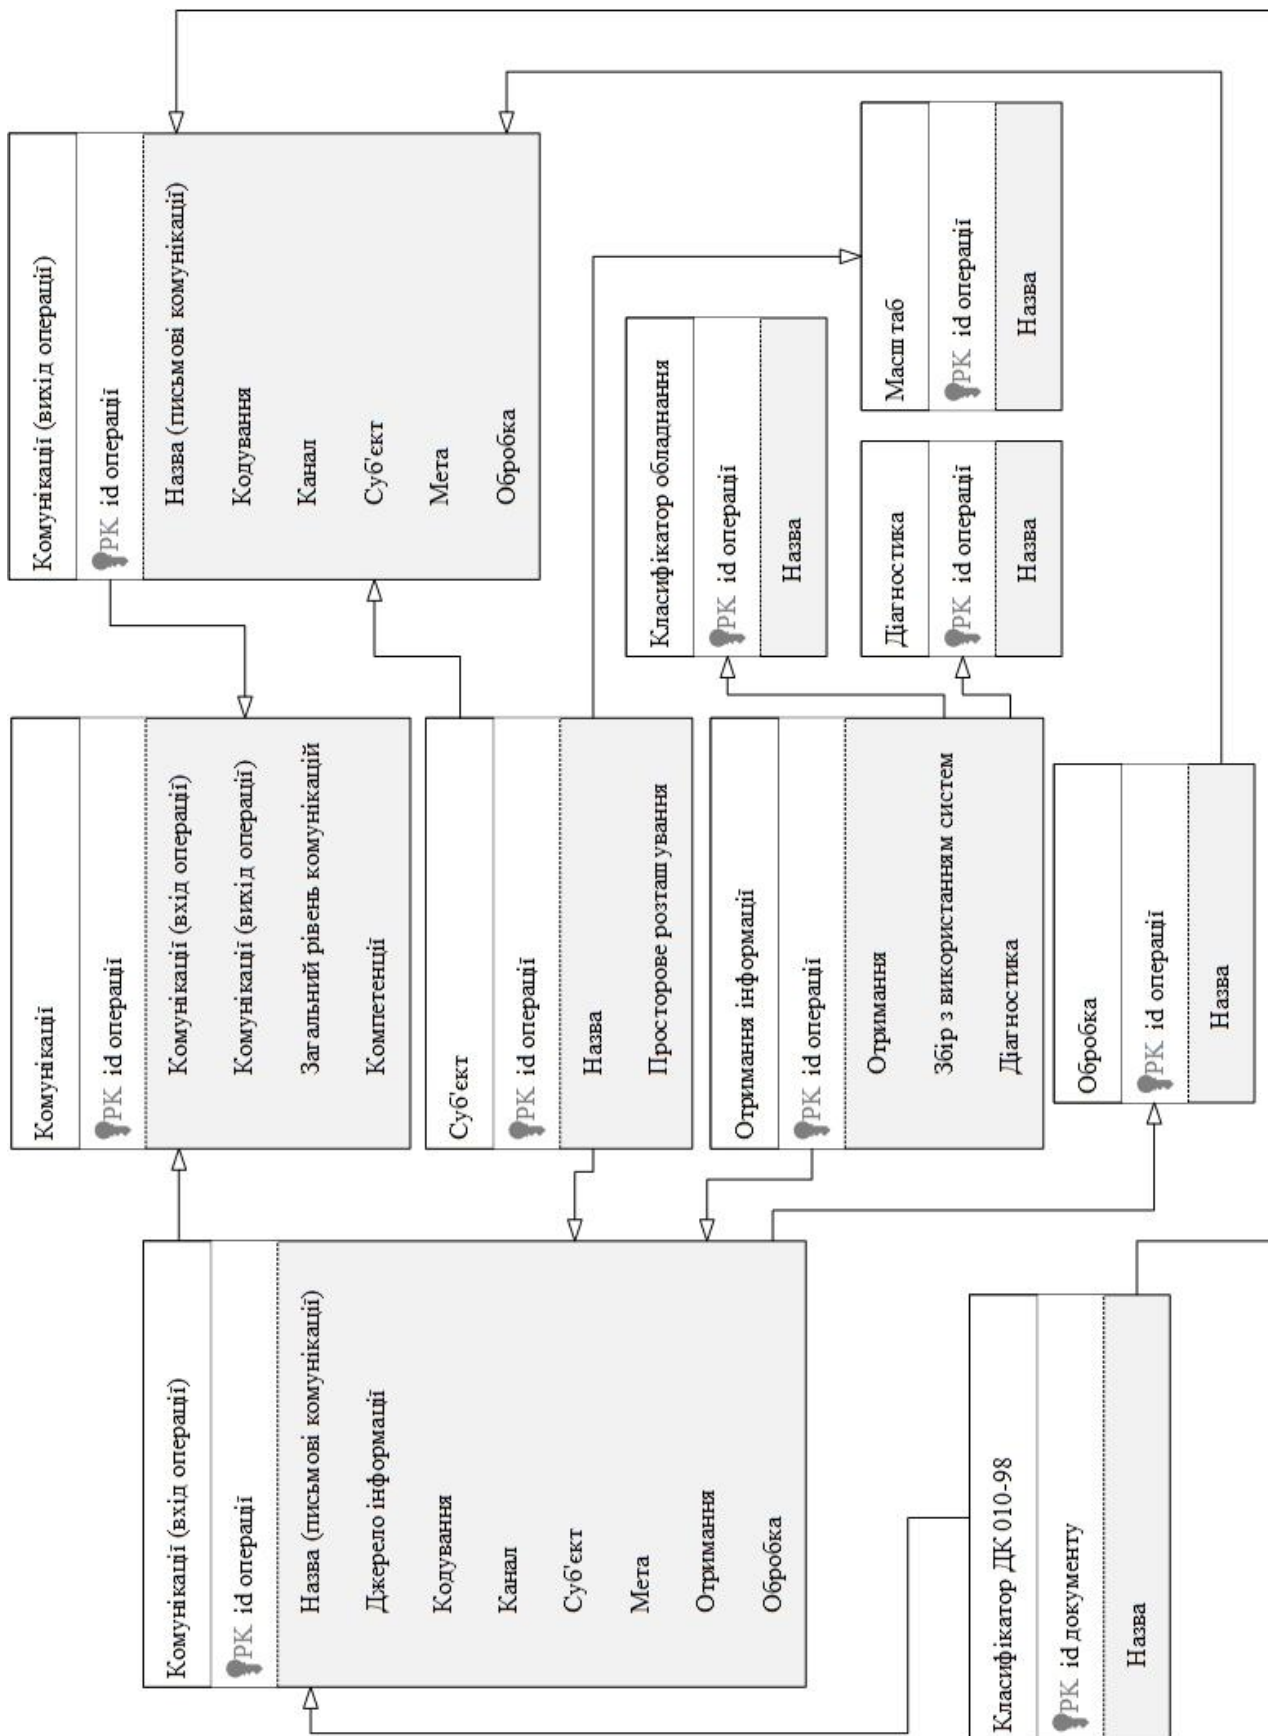 Комунікації (вхід операції)
PK id операції
Назва (письмові комунікації)
Джерело інформації
Кодування
Канал
Суб'єкт
Мета
Отримання
Обробка
Класифікатор ДК 010-98
PK id документу
Назва
Комунікації
PK id операції
Комунікації (вхід операції)
Комунікації (вихід операції)
Загальний рівень комунікацій
Компетенції
Суб'єкт
PK id операції
Назва
Просторове розташування
Отримання інформації
PK id операції
Отримання
Збір з використанням систем
Діагностика
Обробка
PK id операції
Назва
Комунікації (вихід операції)
PK id операції
Назва (письмові комунікації)
Кодування
Канал
Суб'єкт
Мета
Обробка
Класифікатор обладнання
PK id операції
Назва
Діагностика
PK id операції
Назва
Масштаб
PK id операції
Назва